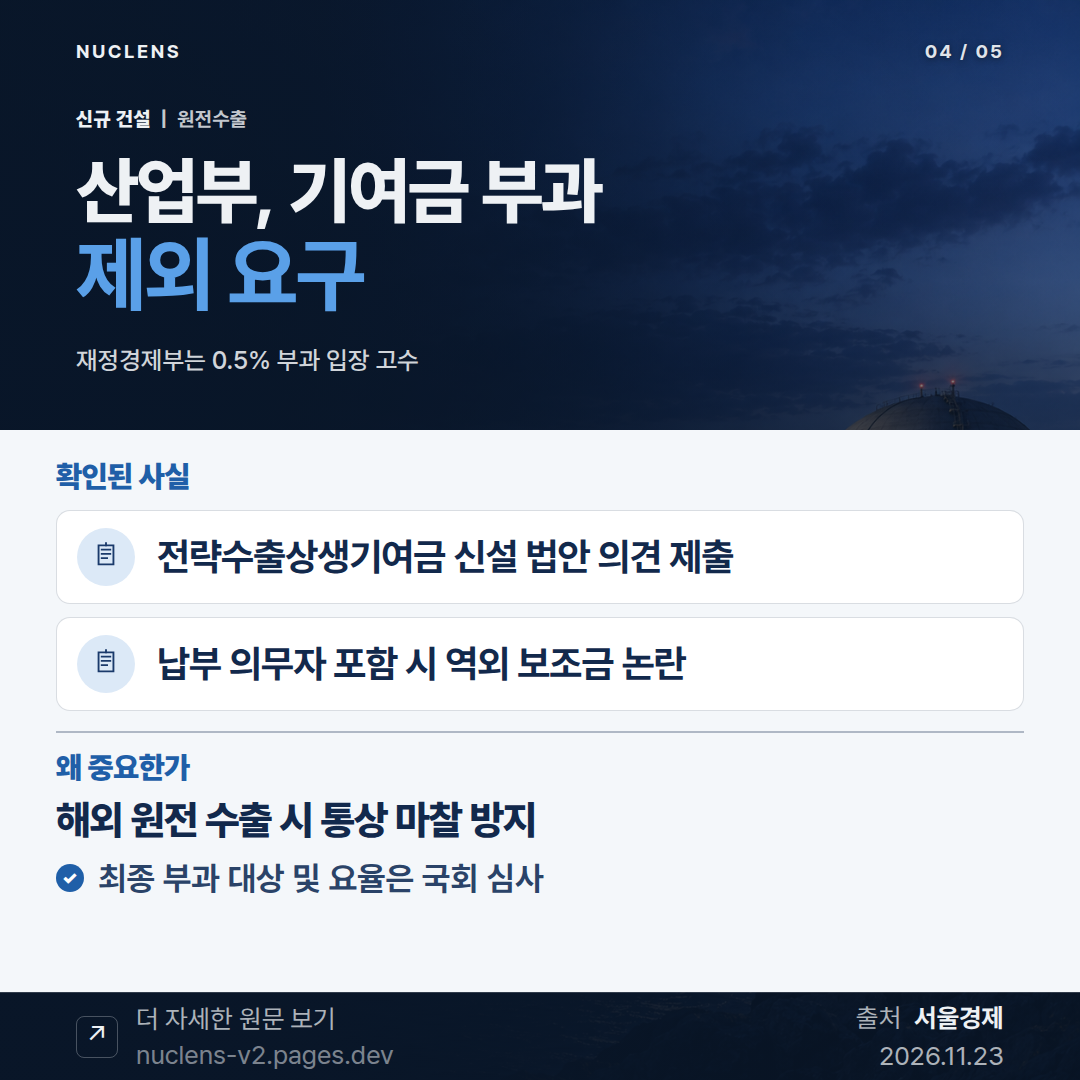 NUCLENS
04 / 05
신규 건설 | 원전수출
산업부, 기여금 부과
제외 요구
재정경제부는 0.5% 부과 입장 고수
확인된 사실
전략수출상생기여금 신설 법안 의견 제출
납부 의무자 포함 시 역외 보조금 논란
왜 중요한가
해외 원전 수출 시 통상 마찰 방지
최종 부과 대상 및 요율은 국회 심사
더 자세한 원문 보기
nuclens-v2.pages.dev
출처 서울경제
2026.11.23